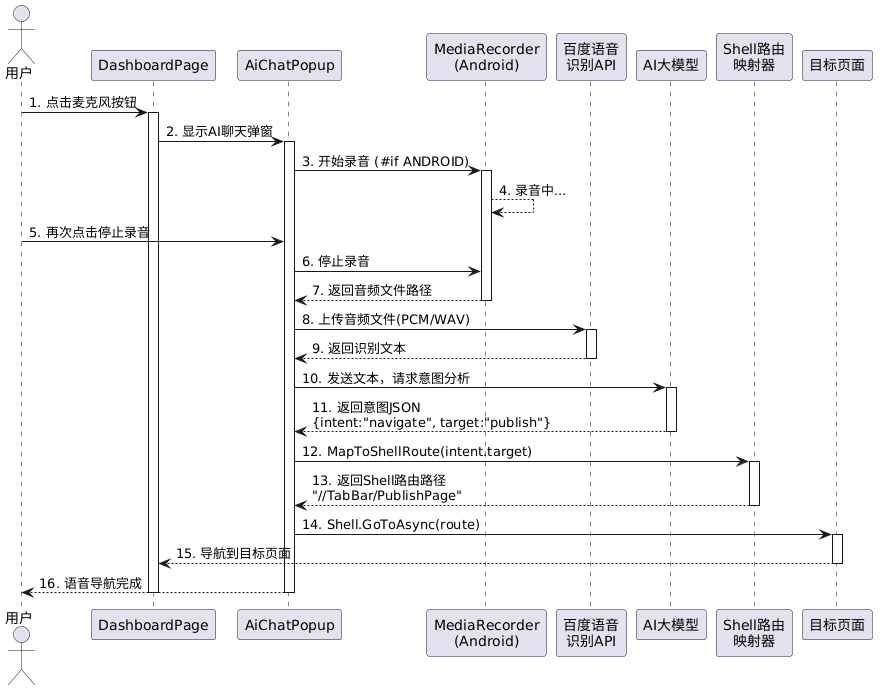 用户
DashboardPage
AiChatPopup
MediaRecorder
(Android)
百度语音
识别API
AI大模型
Shell路由
映射器
目标页面
1. 点击麦克风按钮
2. 显示AI聊天弹窗
3. 开始录音 (#if ANDROID)
4. 录音中...
5. 再次点击停止录音
6. 停止录音
7. 返回音频文件路径
8. 上传音频文件(PCM/WAV)
9. 返回识别文本
10. 发送文本，请求意图分析
11. 返回意图JSON
{intent:"navigate", target:"publish"}
12. MapToShellRoute(intent.target)
13. 返回Shell路由路径
"//TabBar/PublishPage"
14. Shell.GoToAsync(route)
15. 导航到目标页面
16. 语音导航完成
用户
DashboardPage
AiChatPopup
MediaRecorder
(Android)
百度语音
识别API
AI大模型
Shell路由
映射器
目标页面